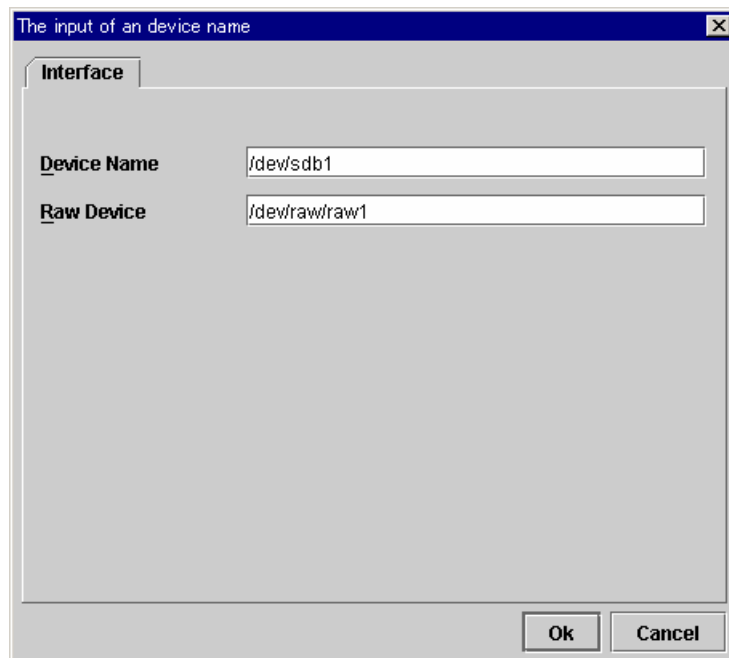 The input of an device name
Interface
Device Name /dev/sdb1
Raw Device /dev/raw/raw1
Ok Cancel